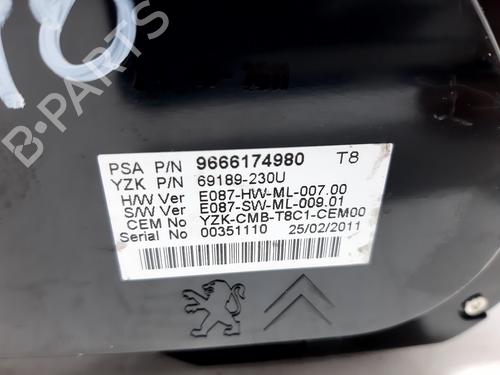 B-PARTS
PSA P/N 9666174980 T8
YZK P/N 69189-230U
H/W Ver E087-HW-ML-007.00
S/W Ver E087-SW-ML-009.01
CEM No YZK-CMB-T8C1-CEM00
Serial No 00351110 25/02/2011